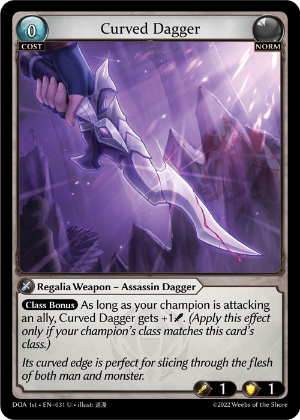 0
Curved Dagger
COST
NORM
Regalia Weapon – Assassin Dagger
Class Bonus As long as your champion is attacking
an ally, Curved Dagger gets +1. (Apply this effect
only if your champion's class matches this card's
class.)
Its curved edge is perfect for slicing through the flesh
of both man and monster.
1
1
DOA 1st • EN-031 U • illust:
©2022 Weebs of the Shore